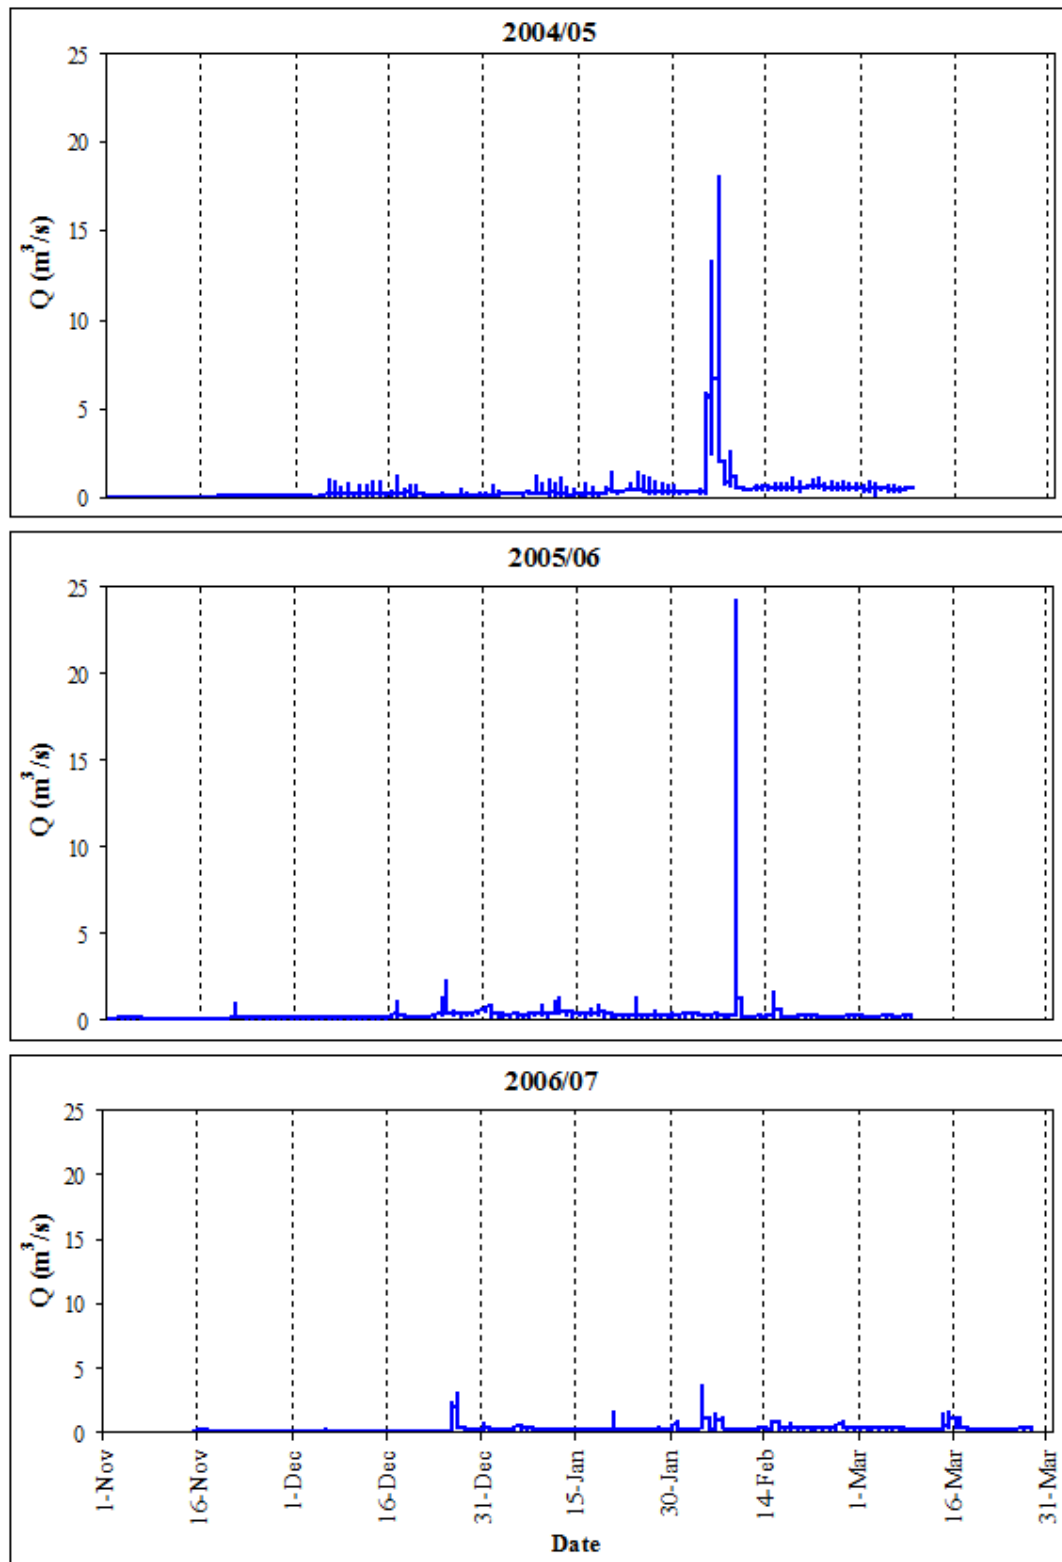 2004/05
25
20
15
10
5
0
Q (m³/s)
2005/06
25
20
15
10
5
0
Q (m³/s)
2006/07
25
20
15
10
5
0
Q (m³/s)
1-Nov
16-Nov
1-Dec
16-Dec
31-Dec
15-Jan
30-Jan
14-Feb
1-Mar
16-Mar
31-Mar
Date